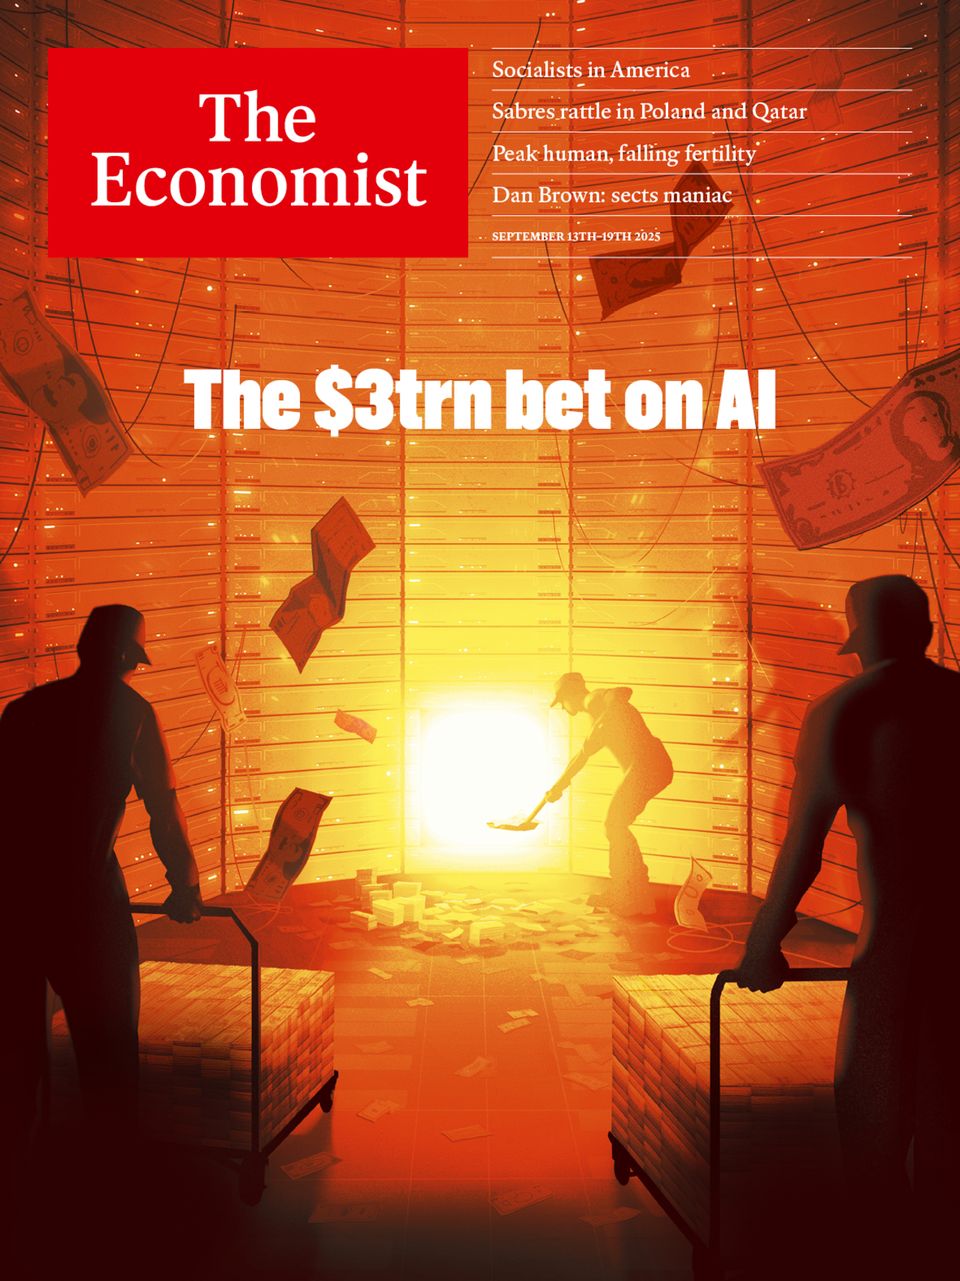 The
Economist
Socialists in America
Sabres rattle in Poland and Qatar
Peak human, falling fertility
Dan Brown: sects maniac
SEPTEMBER 13TH–19TH 2025
The $3trn bet on AI